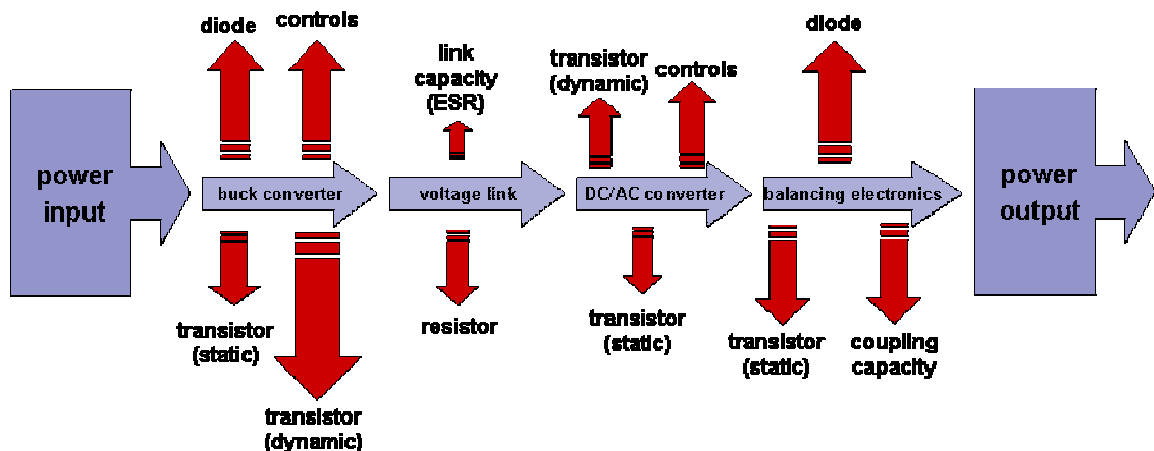 diode
controls
link
capacity
(ESR)
transistor
(dynamic)
controls
diode
power
input
buck converter
voltage link
DC/AC converter
balancing electronics
power
output
transistor
(static)
transistor
(dynamic)
resistor
transistor
(static)
transistor
(static)
coupling
capacity